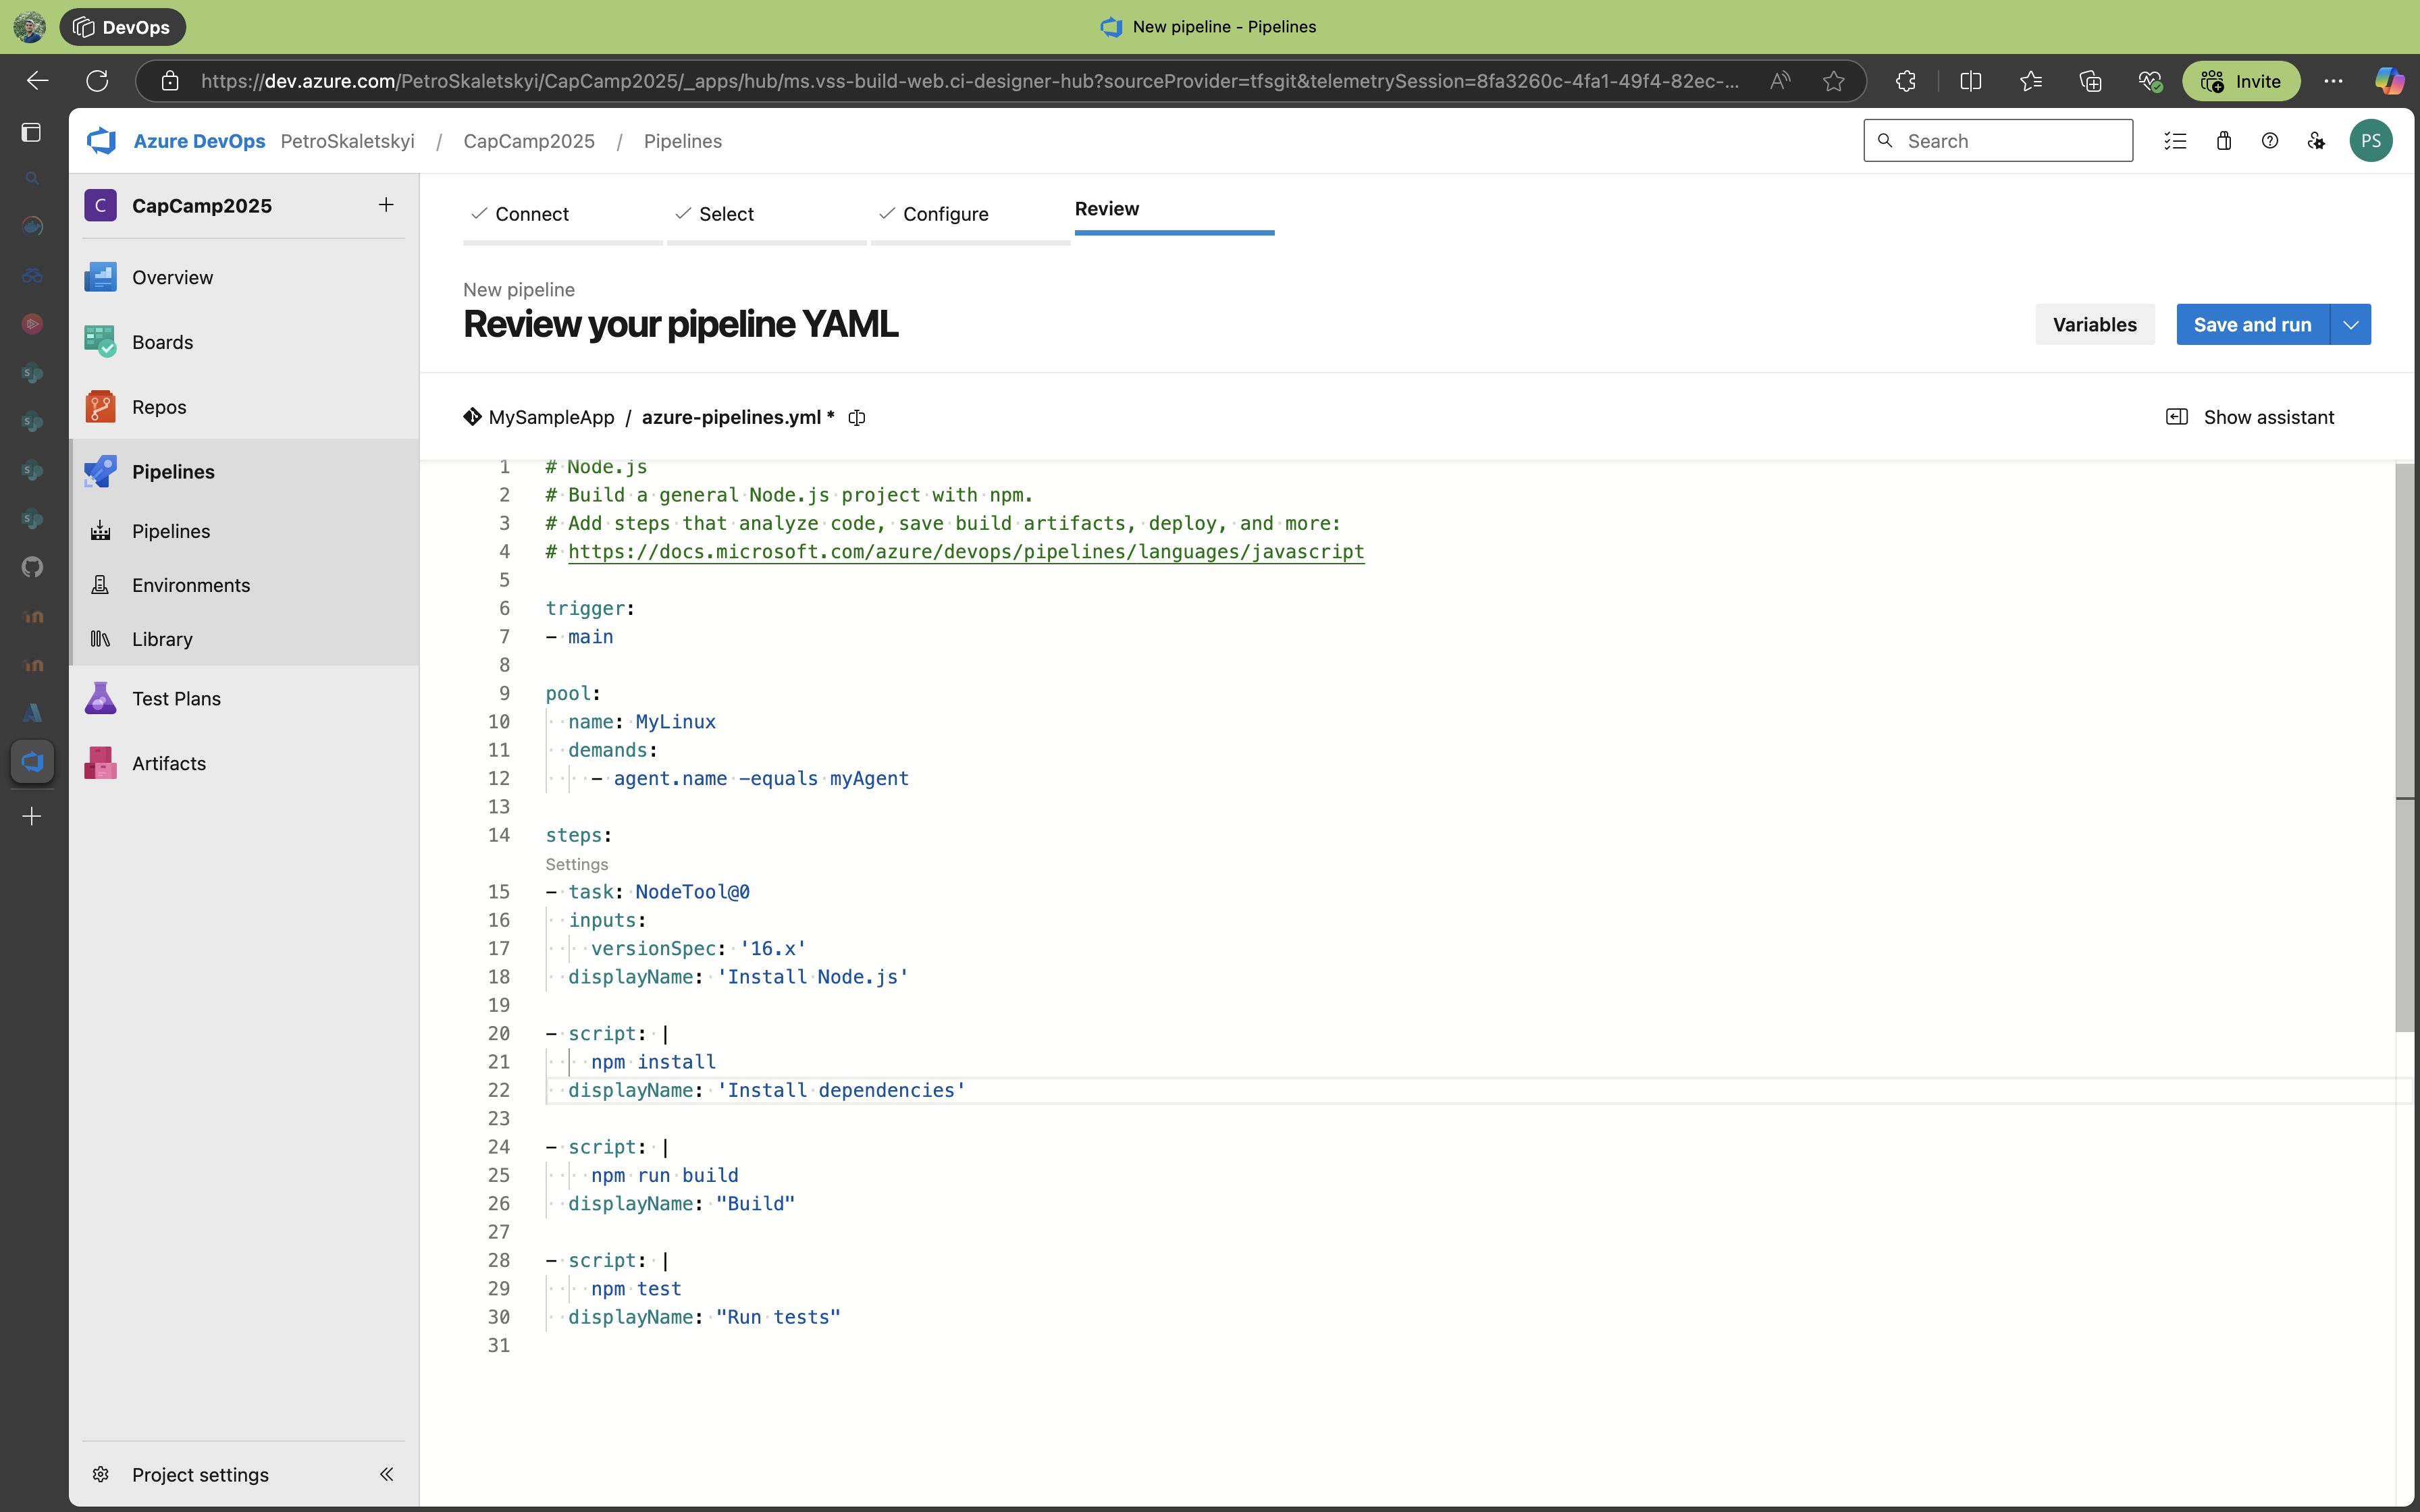 DevOps
New pipeline - Pipelines
https://dev.azure.com/PetroSkaletskyi/CapCamp2025/_apps/hub/ms.vss-build-web.ci-designer-hub?sourceProvider=tfsgit&telemetrySession=8fa3260c-4fa1-49f4-82ec-...
Invite
Azure DevOps PetroSkaletskyi / CapCamp2025 / Pipelines
Search
PS
C CapCamp2025
Overview
Boards
Repos
Pipelines
Pipelines
Environments
Library
Test Plans
Artifacts
Project settings
Connect
Select
Configure
Review
New pipeline
Review your pipeline YAML
Variables
Save and run
MySampleApp / azure-pipelines.yml *
Show assistant
1 # Node.js
2 # Build a general Node.js project with npm.
3 # Add steps that analyze code, save build artifacts, deploy, and more:
4 # https://docs.microsoft.com/azure/devops/pipelines/languages/javascript
5
6 trigger:
7 - main
8
9 pool:
10   name: MyLinux
11   demands:
12     - agent.name -equals myAgent
13
14 steps:
Settings
15 - task: NodeTool@0
16   inputs:
17     versionSpec: '16.x'
18   displayName: 'Install Node.js'
19
20 - script: |
21     npm install
22   displayName: 'Install dependencies'
23
24 - script: |
25     npm run build
26   displayName: "Build"
27
28 - script: |
29     npm test
30   displayName: "Run tests"
31